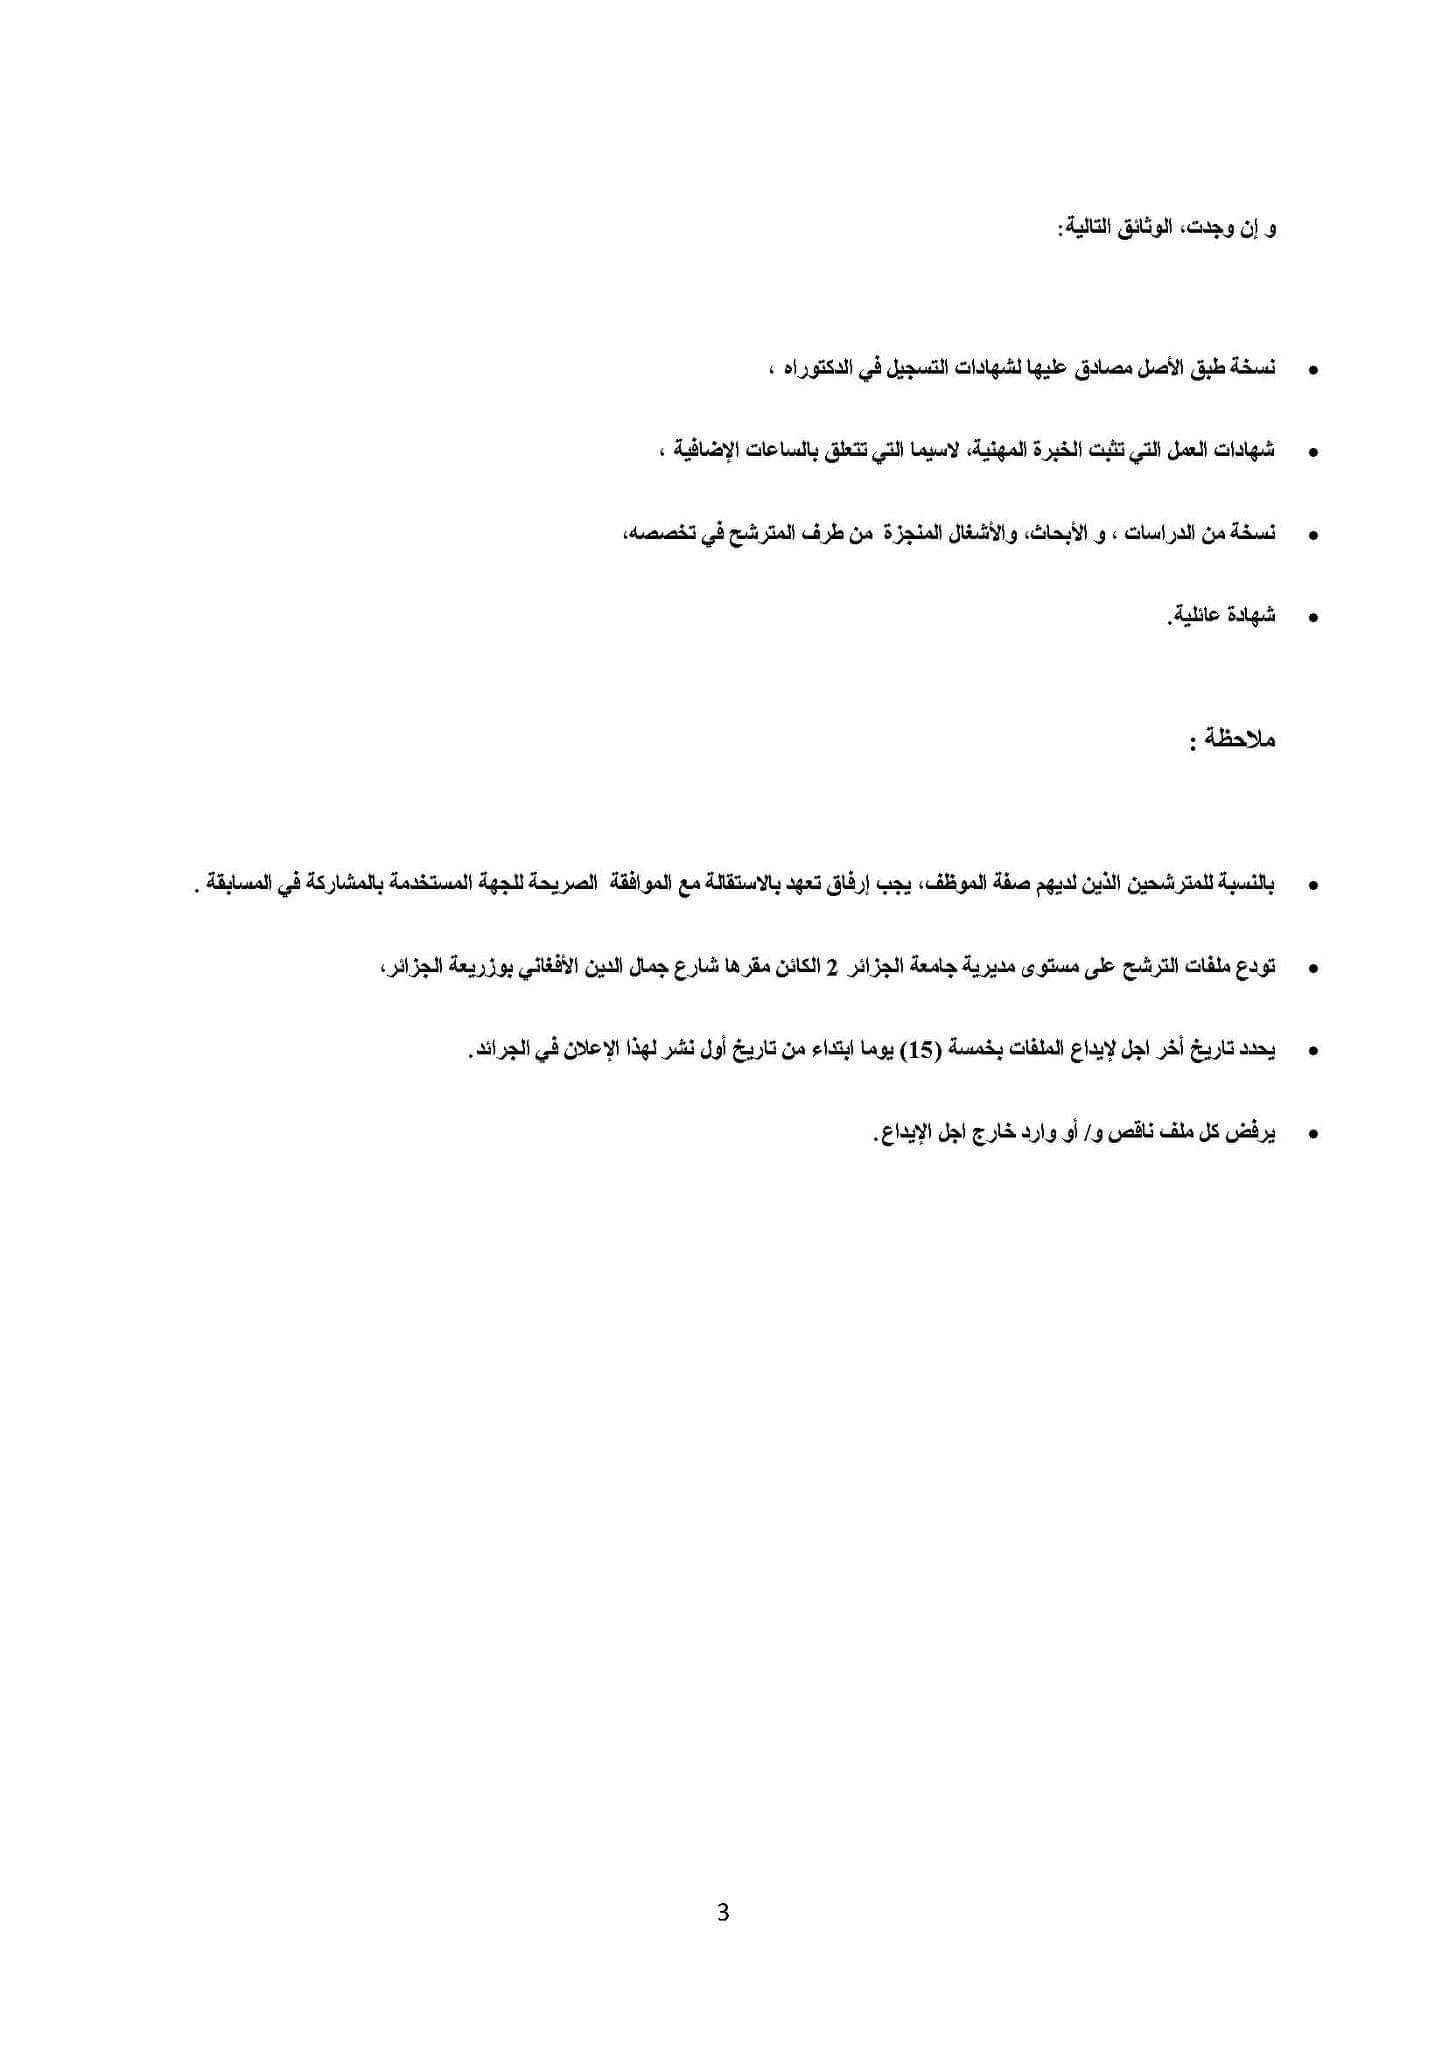 و إن وجدت، الوثائق التالية:
• نسخة طبق الأصل مصادق عليها لشهادات التسجيل في الدكتوراه ،
• شهادات العمل التي تثبت الخبرة المهنية، لاسيما التي تتعلق بالساعات الإضافية ،
• نسخة من الدراسات ، و الأبحاث، والأشغال المنجزة من طرف المترشح في تخصصه،
• شهادة عائلية.
ملاحظة :
• بالنسبة للمترشحين الذين لديهم صفة الموظف، يجب إرفاق تعهد بالاستقالة مع الموافقة الصريحة للجهة المستخدمة بالمشاركة في المسابقة .
• تودع ملفات الترشح على مستوى مديرية جامعة الجزائر 2 الكائن مقرها شارع جمال الدين الأفغاني بوزريعة الجزائر،
• يحدد تاريخ أخر اجل لإيداع الملفات بخمسة (15) يوما ابتداء من تاريخ أول نشر لهذا الإعلان في الجرائد.
• يرفض كل ملف ناقص و/ أو وارد خارج اجل الإيداع.
3